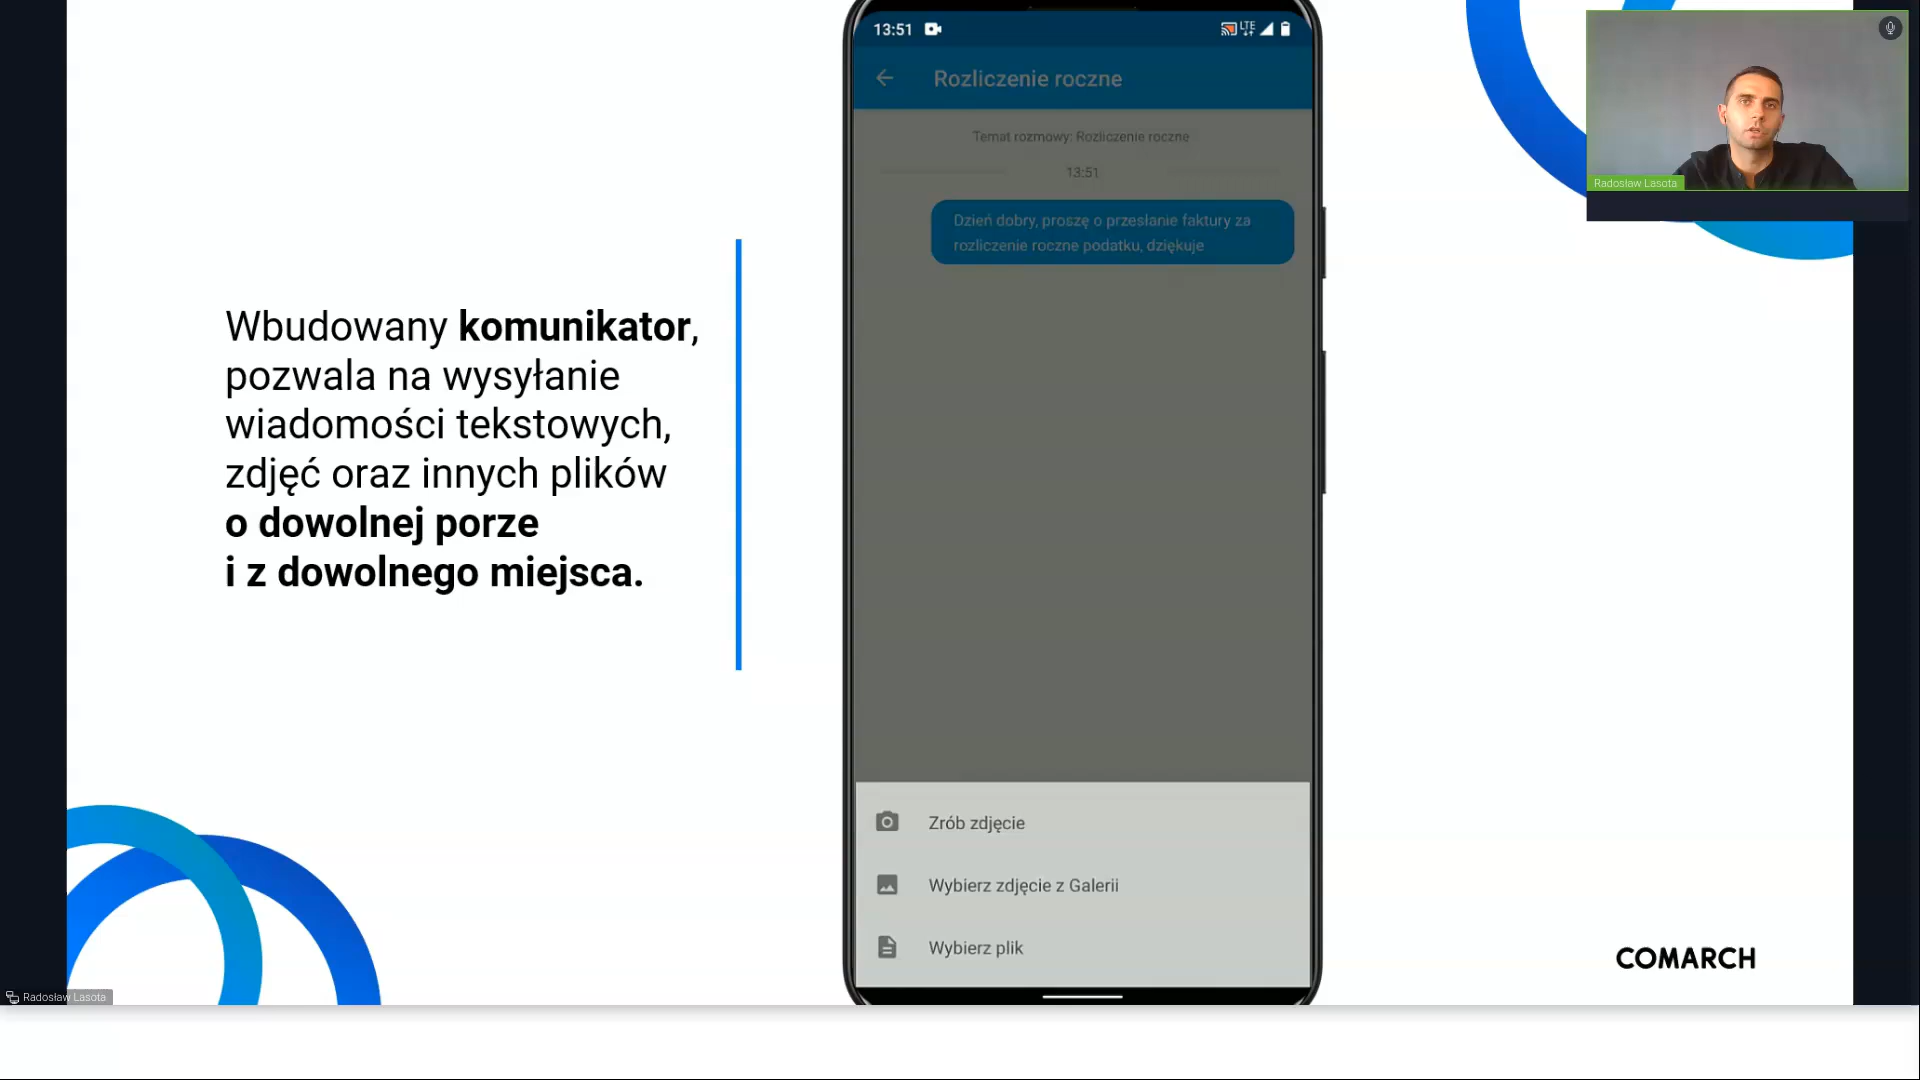 13:51
LTE
Rozliczenie roczne
Temat rozmowy: Rozliczenie roczne
13:51
Dzień dobry, proszę o przesłanie faktury za
rozliczenie roczne podatku, dziękuje
Radosław Lasota
Wbudowany komunikator,
pozwala na wysyłanie
wiadomości tekstowych,
zdjęć oraz innych plików
o dowolnej porze
i z dowolnego miejsca.
Zrób zdjęcie
Wybierz zdjęcie z Galerii
Wybierz plik
COMARCH
Radosław Lasota